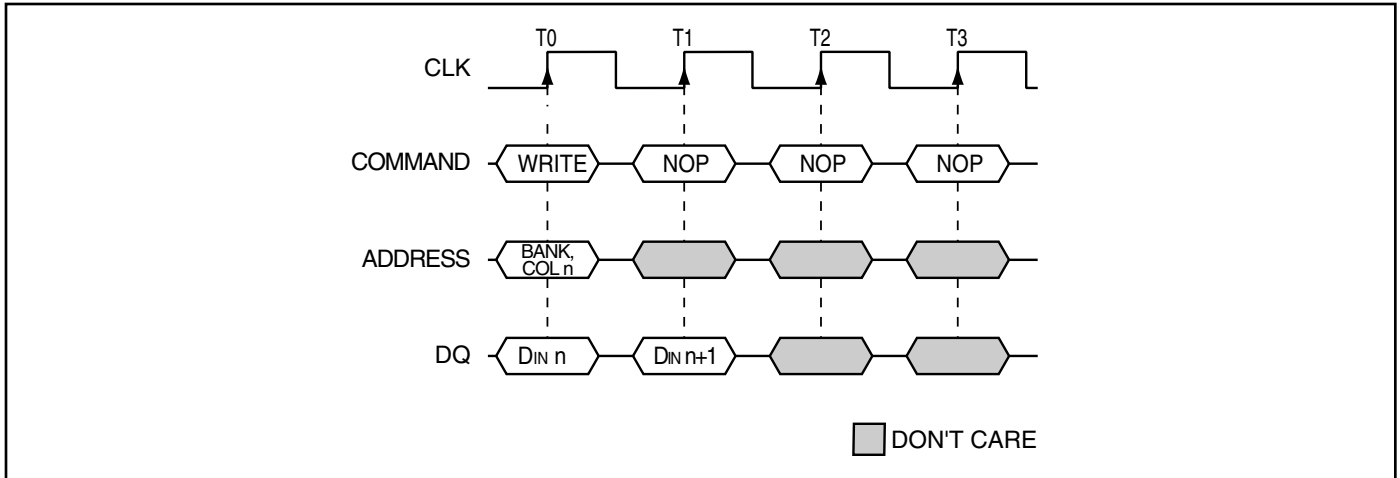 T0 T1 T2 T3
CLK
COMMAND WRITE NOP NOP NOP
ADDRESS BANK,
COL n
DQ DIN n DIN n+1
DON'T CARE